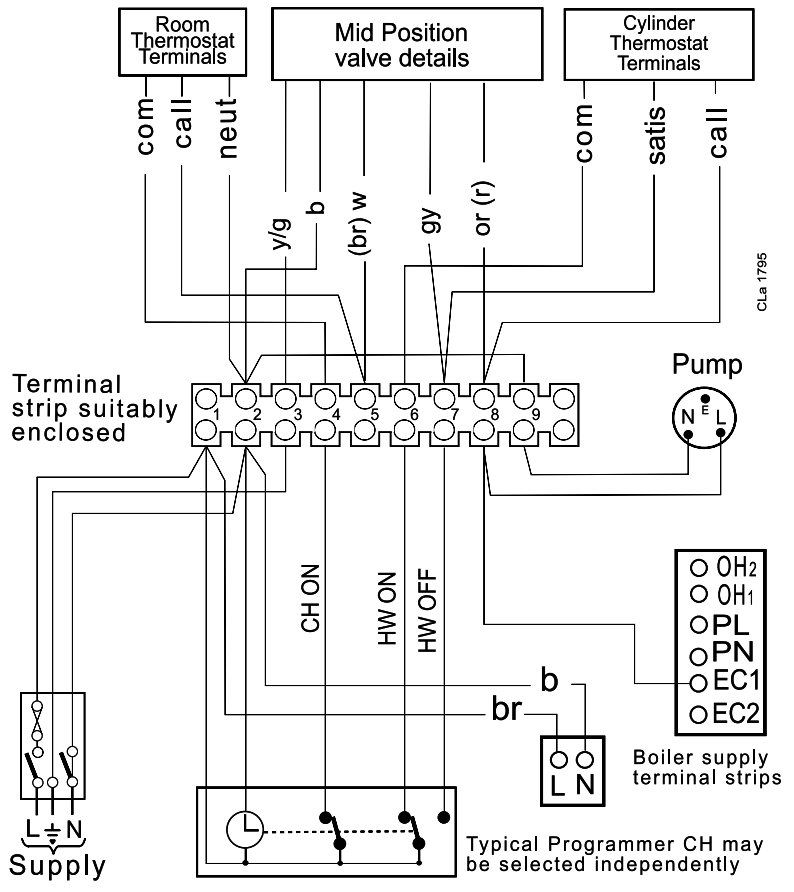 Room
Thermostat
Terminals
Mid Position
valve details
Cylinder
Thermostat
Terminals
com
call
neut
y/g
b
(br) w
gy
or (r)
com
satis
call
CLa 1795
Terminal
strip suitably
enclosed
1
2
3
4
5
6
7
8
9
Pump
N
E
L
CH ON
HW ON
HW OFF
OH2
OH1
PL
PN
EC1
EC2
Boiler supply
terminal strips
b
br
L N
L N
Supply
Typical Programmer CH may
be selected independently